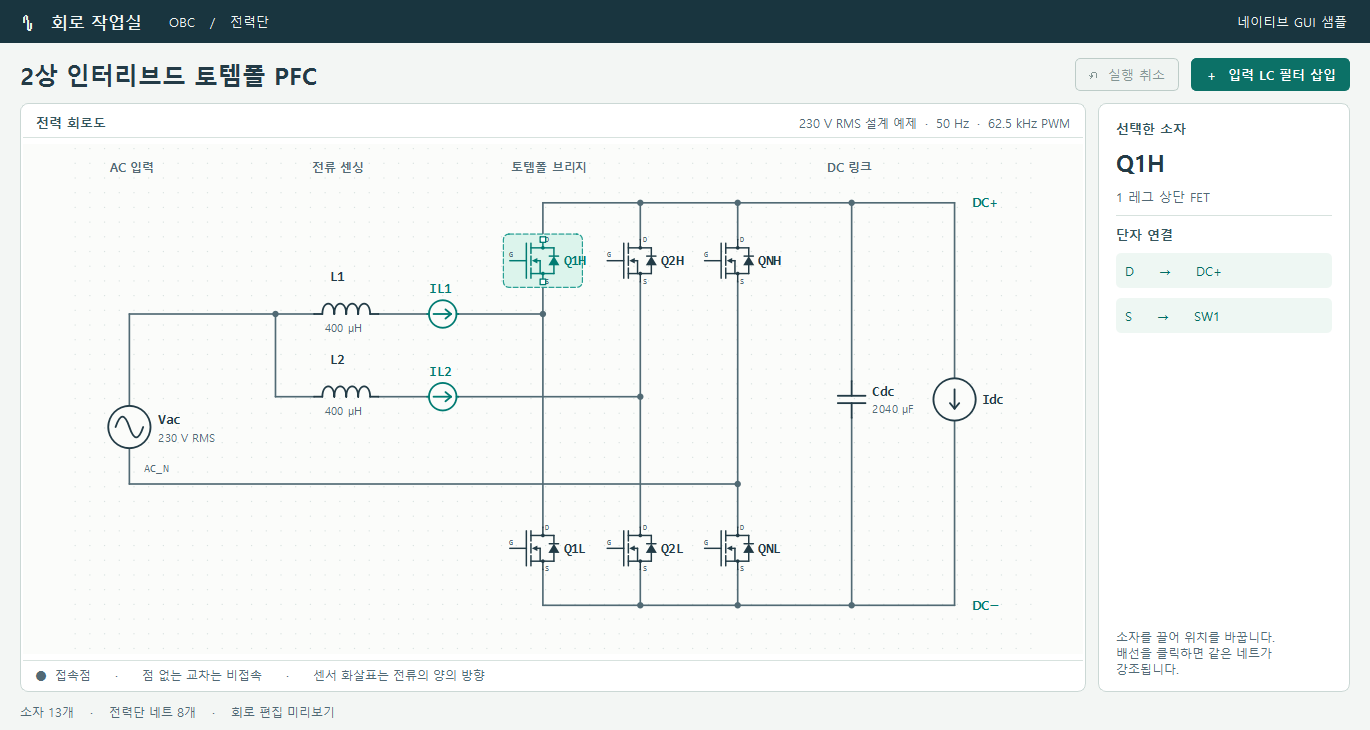 회로 작업실 OBC / 전력단 네이티브 GUI 샘플
2상 인터리브드 토템폴 PFC
실행 취소
+ 입력 LC 필터 삽입
전력 회로도
230 V RMS 설계 예제 · 50 Hz · 62.5 kHz PWM
AC 입력
전류 센싱
토템폴 브리지
DC 링크
DC+
D
G
Q1H
S
D
G
Q2H
S
D
G
QNH
S
L1
400 µH
IL1
L2
400 µH
IL2
Vac
230 V RMS
AC_N
Cdc
2040 µF
Idc
D
G
Q1L
S
D
G
Q2L
S
D
G
QNL
S
DC−
접속점 · 점 없는 교차는 비접속 · 센서 화살표는 전류의 양의 방향
선택한 소자
Q1H
1 레그 상단 FET
단자 연결
D → DC+
S → SW1
소자를 끌어 위치를 바꿉니다.
배선을 클릭하면 같은 네트가
강조됩니다.
소자 13개 · 전력단 네트 8개 · 회로 편집 미리보기